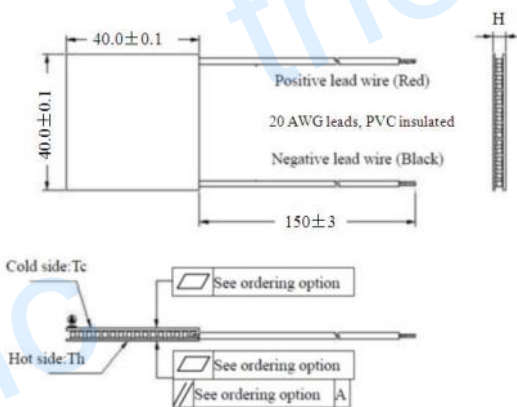 40.0±0.1
H
40.0±0.1
Positive lead wire (Red)
20 AWG leads, PVC insulated
Negative lead wire (Black)
150±3
Cold side:Tc
See ordering option
Hot side:Th
See ordering option
See ordering option A